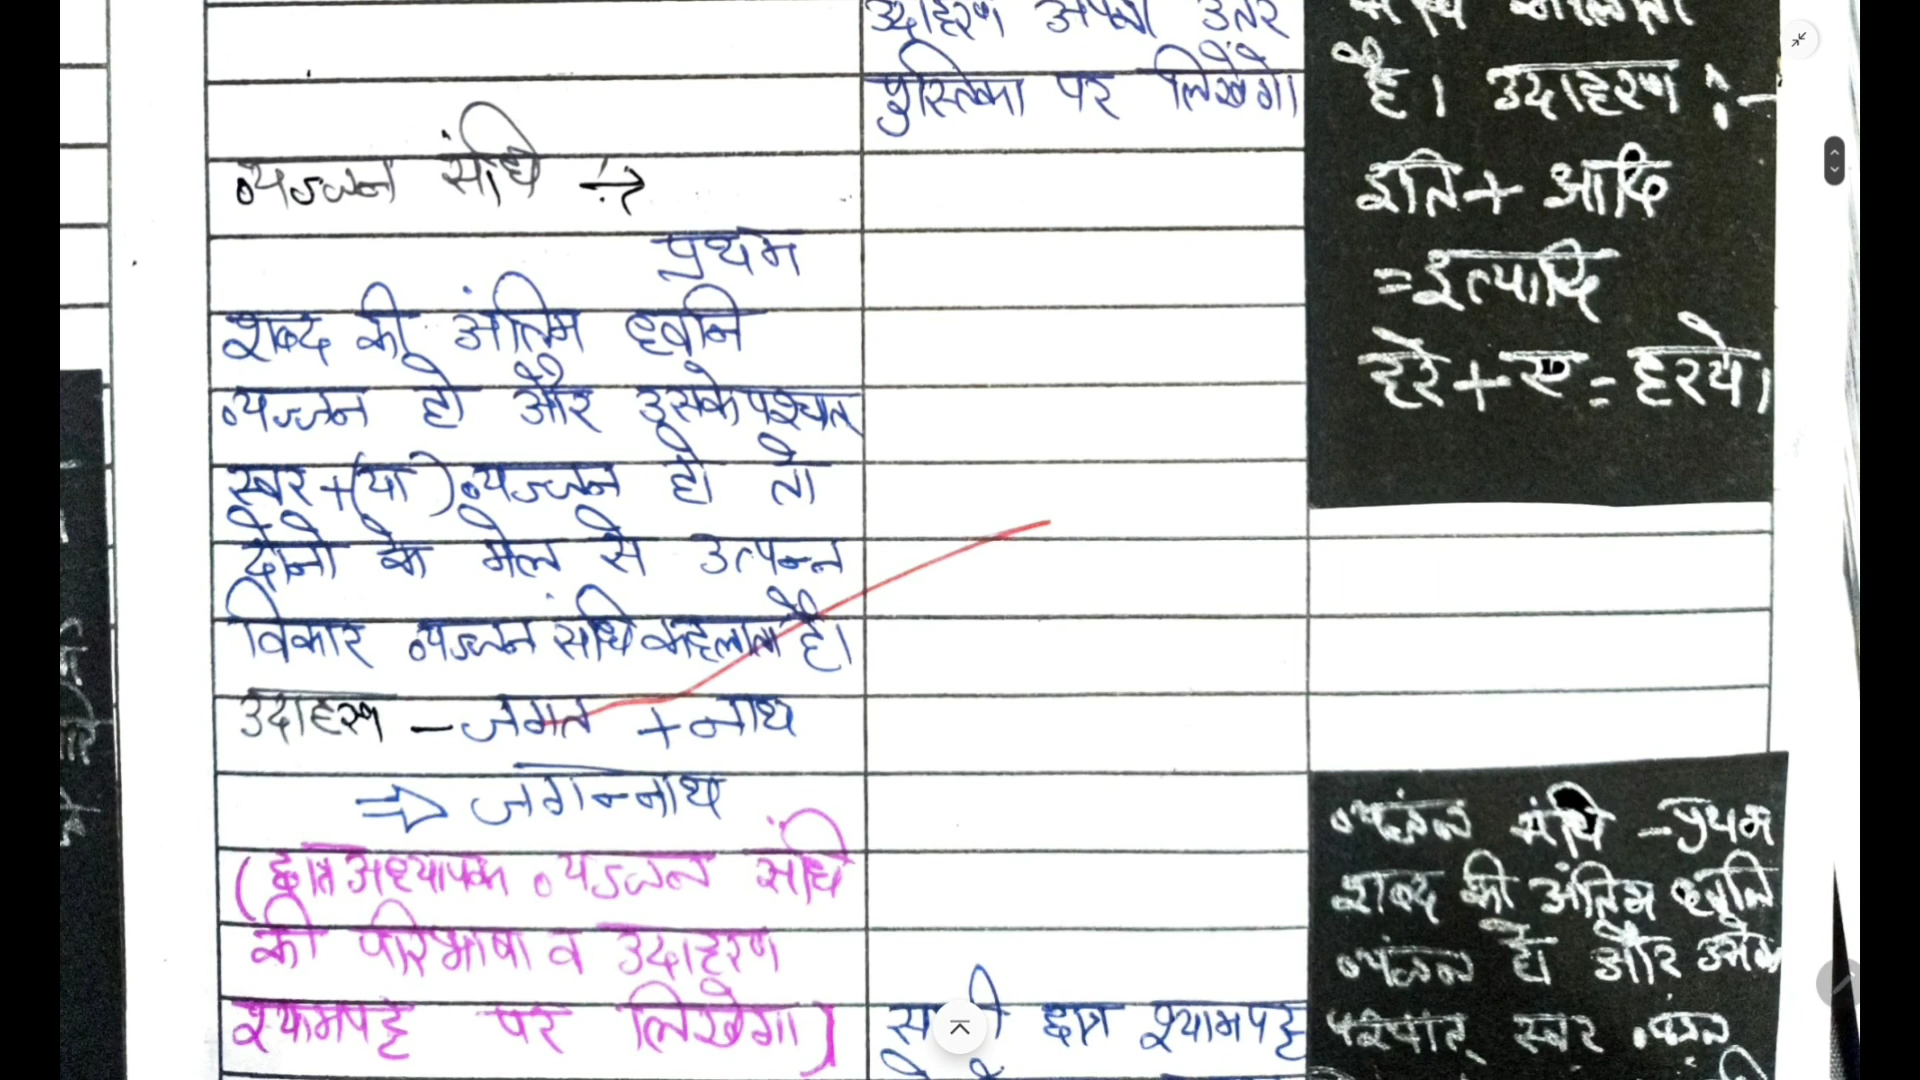 उदाहरण अपनी उत्तर
पुस्तिका पर लिखेंगे।
व्यञ्जन संधि →
प्रथम
शब्द की अंतिम ध्वनि
व्यञ्जन हो और उसके पश्चात
स्वर + (या) व्यञ्जन हो तो
दोनो के मेल से उत्पन्न
विकार व्यञ्जन संधि कहलाता है।
उदाहरण - जगत + नाथ
⇒ जगन्नाथ
(छात्र अध्यापक व्यञ्जन संधि
की परिभाषा व उदाहरण
श्यामपट्ट पर लिखेगा)
छात्र श्यामपट्ट
है। उदाहरण :-
इति + आदि
= इत्यादि
हरे + ए = हरये।
व्यंजन संधि - प्रथम
शब्द की अंतिम ध्वनि
व्यंजन हो और उसके
पश्चात् स्वर व्यंजन